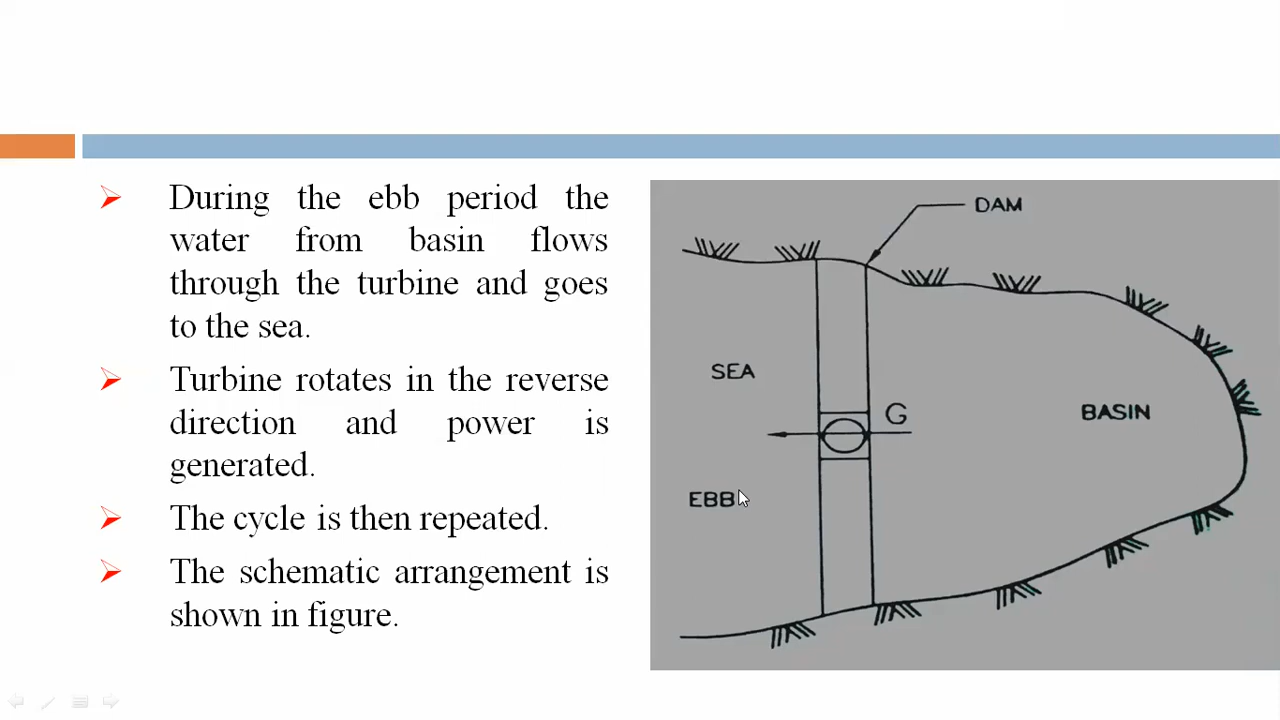 During the ebb period the
water from basin flows
through the turbine and goes
to the sea.
Turbine rotates in the reverse
direction and power is
generated.
The cycle is then repeated.
The schematic arrangement is
shown in figure.
DAM
SEA
G
BASIN
EBB